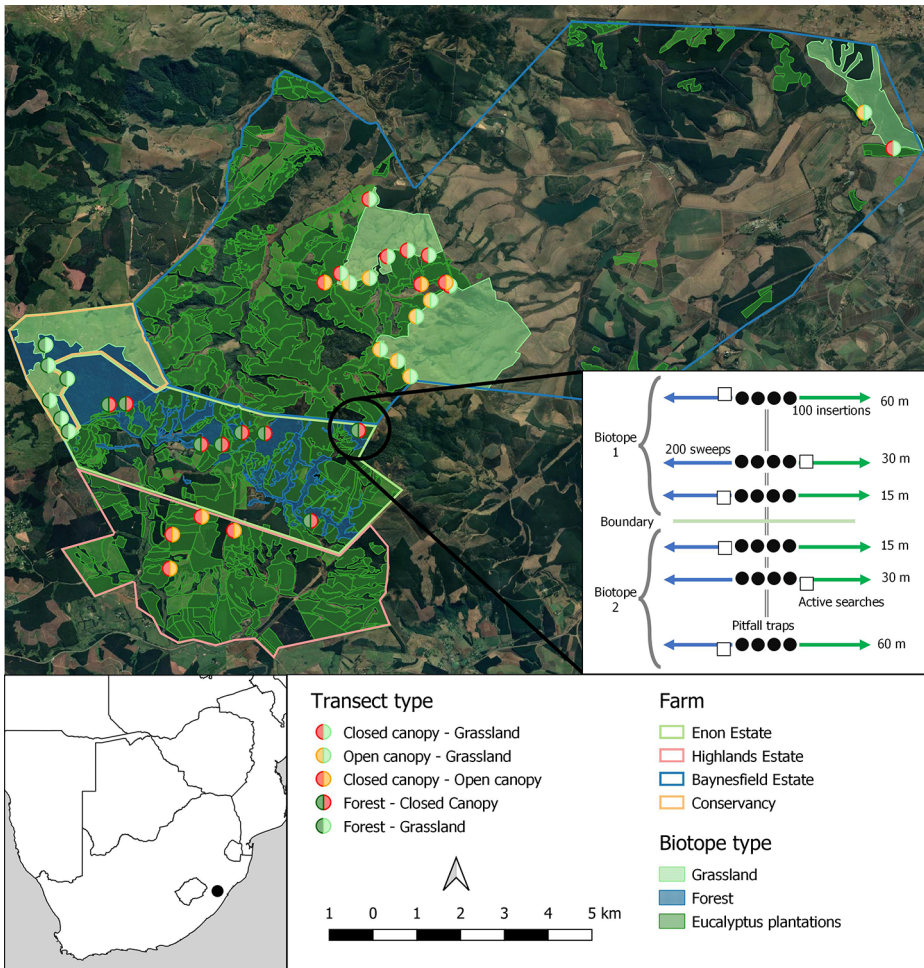 60 m
100 insertions
Biotope
1
200 sweeps
30 m
15 m
Boundary
15 m
30 m
Biotope
2
Active searches
Pitfall traps
60 m
Transect type
Closed canopy - Grassland
Open canopy - Grassland
Closed canopy - Open canopy
Forest - Closed Canopy
Forest - Grassland
1 0 1 2 3 4 5 km
Farm
Enon Estate
Highlands Estate
Baynesfield Estate
Conservancy
Biotope type
Grassland
Forest
Eucalyptus plantations